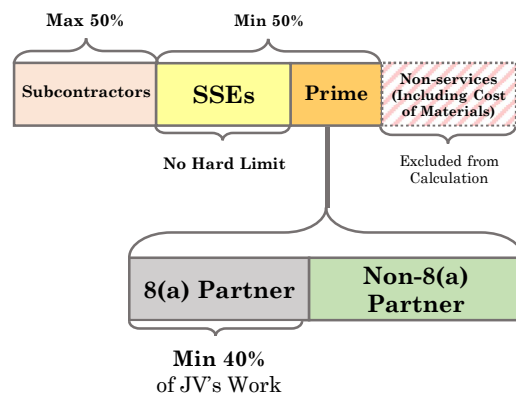 Max 50%
Min 50%
Subcontractors
SSEs
Prime
Non-services
(Including Cost
of Materials)
No Hard Limit
Excluded from
Calculation
8(a) Partner
Non-8(a)
Partner
Min 40%
of JV's Work